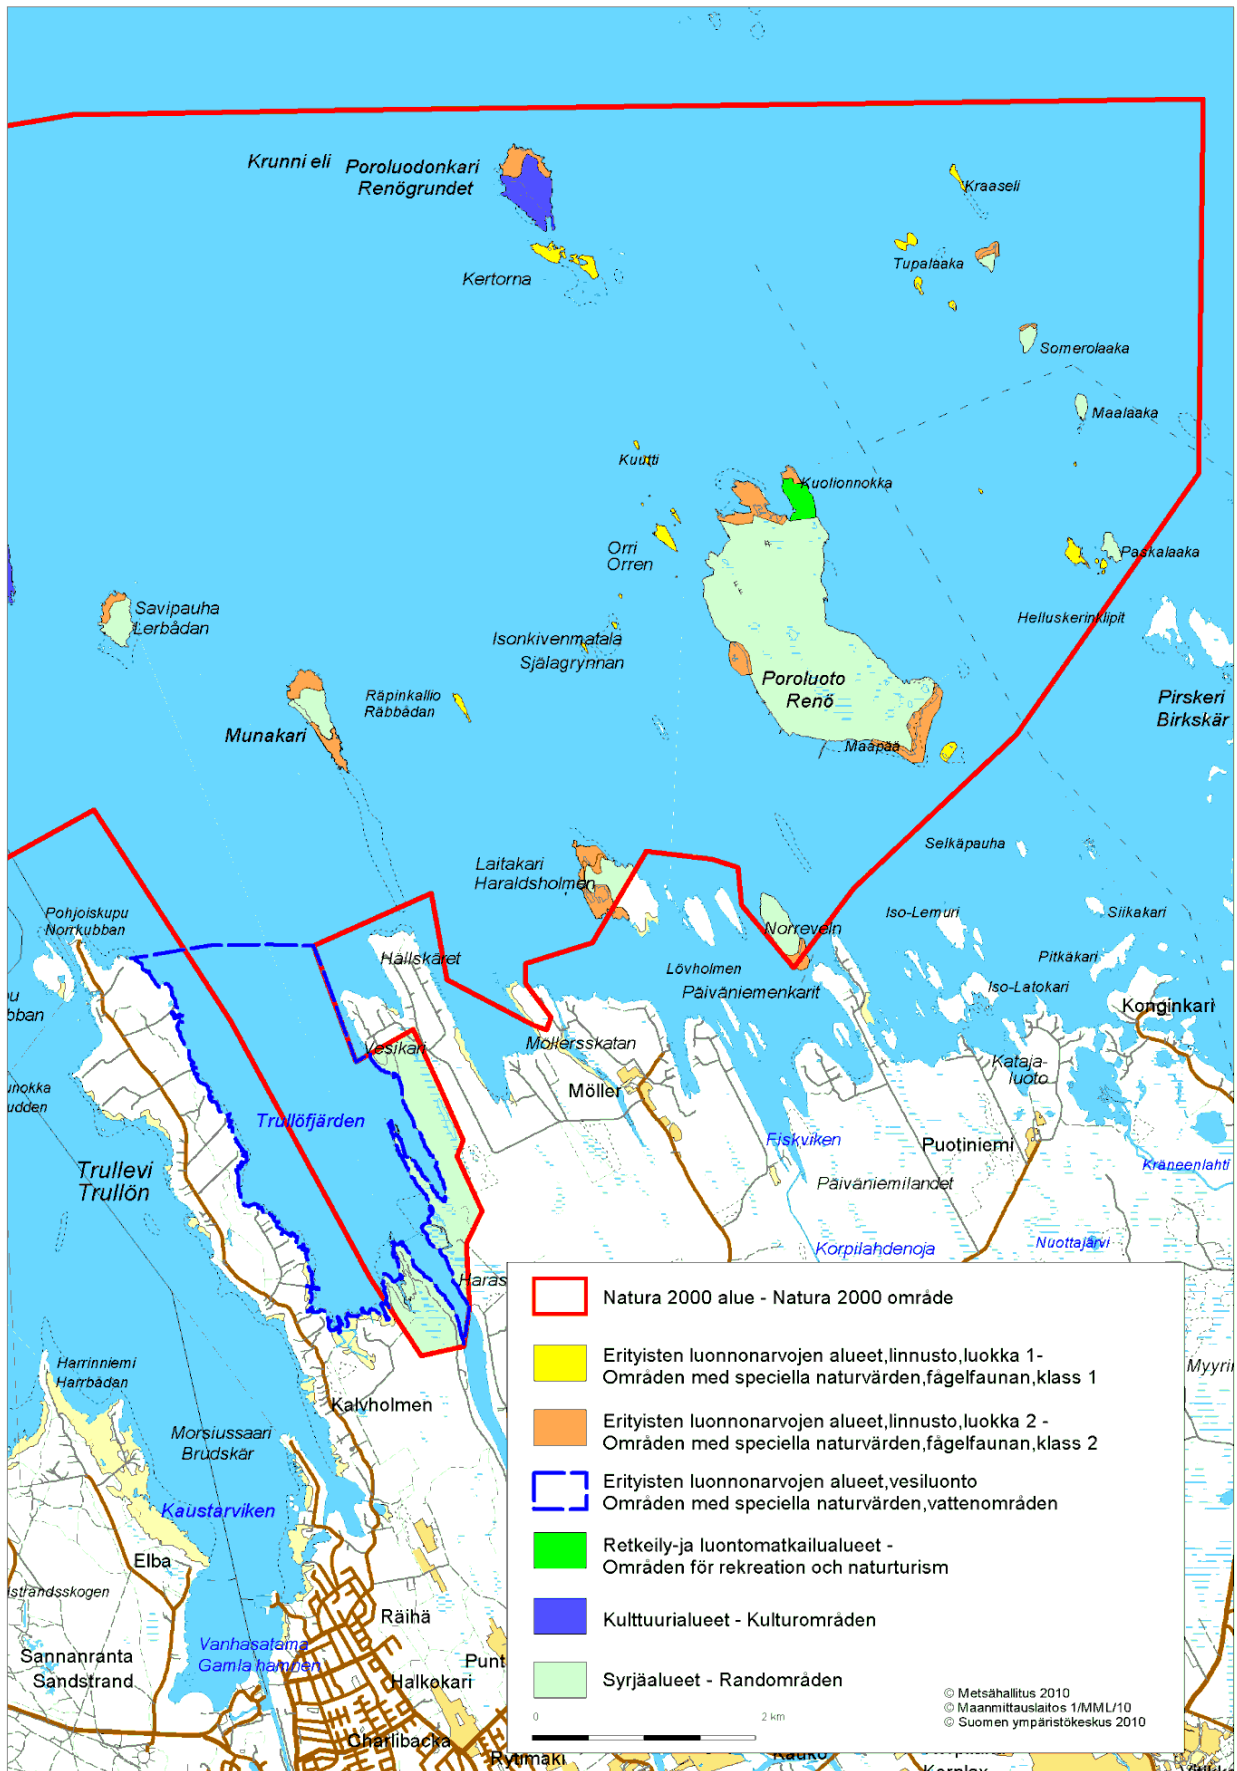 Krunni eli
Poroluodonkari
Renögrundet
Kertorna
Kraaseli
Tupalaaka
Somerolaaka
Maalaaka
Kuutti
Kuolionnokka
Orri
Orren
Paskalaaka
Savipauha
Lerbådan
Helluskerinklipit
Isonkivenmatala
Själagrynnan
Poroluoto
Renö
Pirskeri
Birkskär
Räpinkallio
Räbbådan
Munakari
Maapää
Selkäpauha
Laitakari
Haraldsholmen
Pohjoiskupu
Norrkubban
Norrevein
Iso-Lemuri
Siikakari
Hällskäret
Lövholmen
Päiväniemenkarit
Pitkäkari
Iso-Latokari
Konginkari
bban
Vesikari
Möllersskatan
Kataja-
luoto
Möller
udden
Trullöfjärden
Fiskviken
Puotiniemi
Kräneenlahti
Trullevi
Trullön
Päiväniemilandet
Korpilahdenoja
Nuottajärvi
Haras
Natura 2000 alue - Natura 2000 område
Erityisten luonnonarvojen alueet,linnusto,luokka 1-
Områden med speciella naturvärden,fågelfaunan,klass 1
Erityisten luonnonarvojen alueet,linnusto,luokka 2 -
Områden med speciella naturvärden,fågelfaunan,klass 2
Erityisten luonnonarvojen alueet,vesiluonto
Områden med speciella naturvärden,vattenområden
Retkeily-ja luontomatkailualueet -
Områden för rekreation och naturturism
Kulttuurialueet - Kulturområden
Syrjäalueet - Randområden
0 2 km
© Metsähallitus 2010
© Maanmittauslaitos 1/MML/10
© Suomen ympäristökeskus 2010
Harrinniemi
Harrbådan
Myyrin
Kalvholmen
Morsiussaari
Brudskär
Kaustarviken
Elba
istrandsskogen
Räihä
Vanhasatama
Gamla hamnen
Sannanranta
Sandstrand
Punt
Halkokari
Charlibacka
Rytimäki